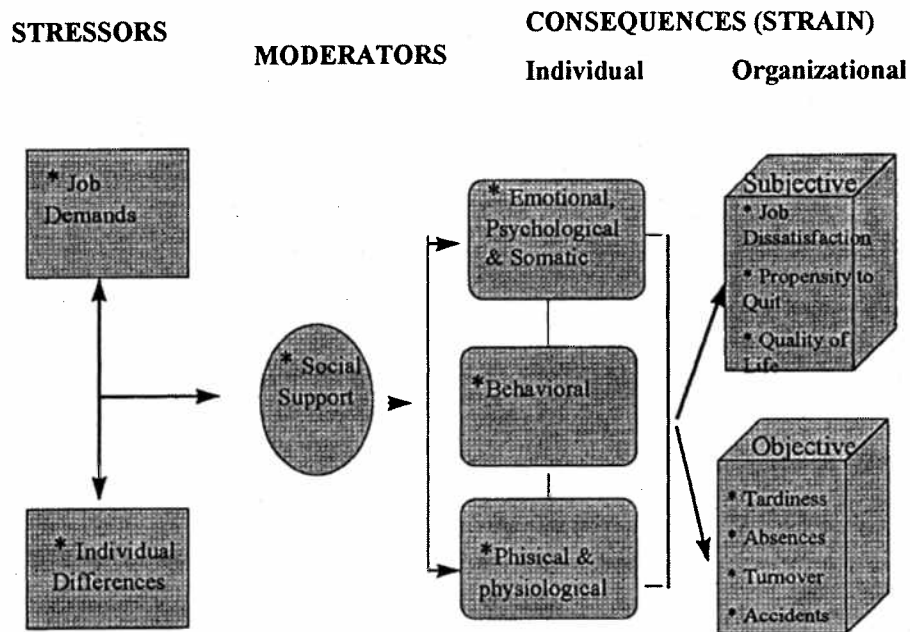 STRESSORS
MODERATORS
CONSEQUENCES (STRAIN)
Individual
Organizational
* Job
Demands
* Individual
Differences
* Social
Support
* Emotional,
Psychological
& Somatic
*Behavioral
*Phisical &
physiological
Subjective
* Job
Dissatisfaction
* Propensity to
Quit
* Quality of
Life
Objective
* Tardiness
* Absences
* Turnover
* Accidents